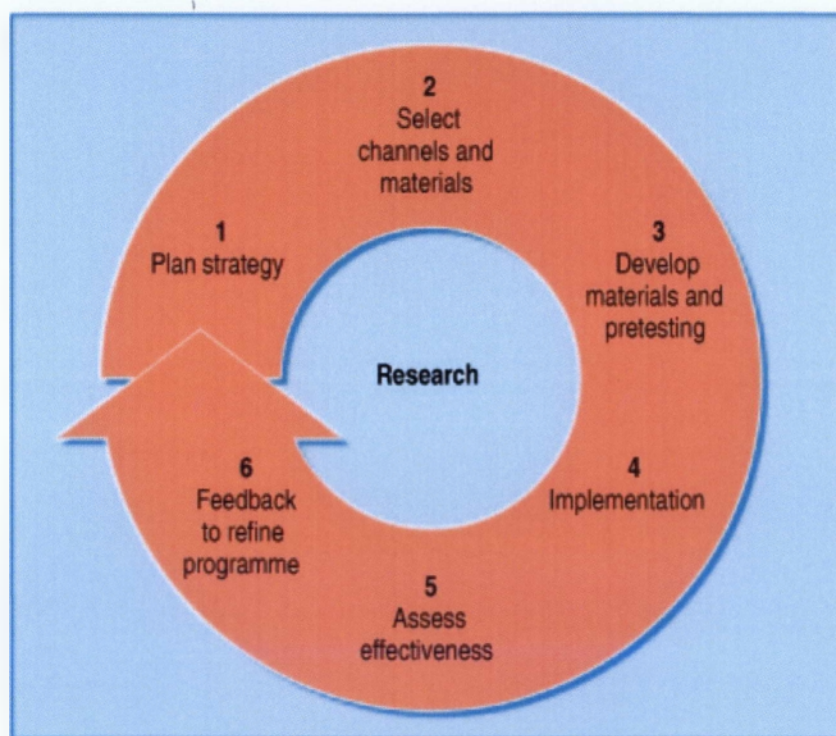 1
Plan strategy
2
Select
channels and
materials
3
Develop
materials and
pretesting
4
Implementation
5
Assess
effectiveness
6
Feedback
to refine
programme
Research